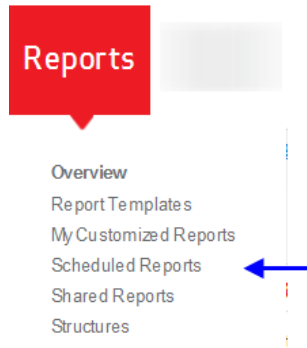 Reports
Overview
Report Templates
My Customized Reports
Scheduled Reports
Shared Reports
Structures